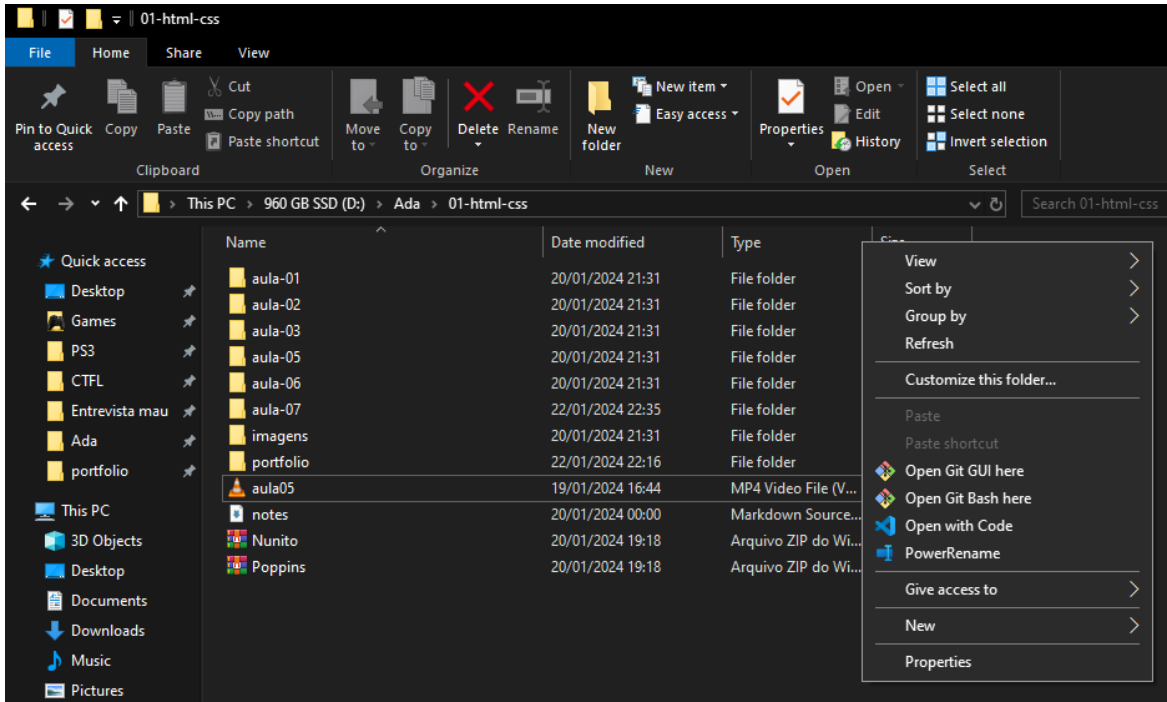 01-html-css
File Home Share View
Pin to Quick access
Copy
Paste
Cut
Copy path
Paste shortcut
Move to
Copy to
Delete
Rename
New folder
New item
Easy access
Properties
Open
Edit
History
Select all
Select none
Invert selection
Clipboard Organize New Open Select
This PC > 960 GB SSD (D:) > Ada > 01-html-css
Search 01-html-css
Quick access
Desktop
Games
PS3
CTFL
Entrevista mau
Ada
portfolio
This PC
3D Objects
Desktop
Documents
Downloads
Music
Pictures
Name Date modified Type
aula-01 20/01/2024 21:31 File folder
aula-02 20/01/2024 21:31 File folder
aula-03 20/01/2024 21:31 File folder
aula-05 20/01/2024 21:31 File folder
aula-06 20/01/2024 21:31 File folder
aula-07 22/01/2024 22:35 File folder
imagens 20/01/2024 21:31 File folder
portfolio 22/01/2024 22:16 File folder
aula05 19/01/2024 16:44 MP4 Video File (V...
notes 20/01/2024 00:00 Markdown Source...
Nunito 20/01/2024 19:18 Arquivo ZIP do Wi...
Poppins 20/01/2024 19:18 Arquivo ZIP do Wi...
View
Sort by
Group by
Refresh
Customize this folder...
Paste
Paste shortcut
Open Git GUI here
Open Git Bash here
Open with Code
PowerRename
Give access to
New
Properties